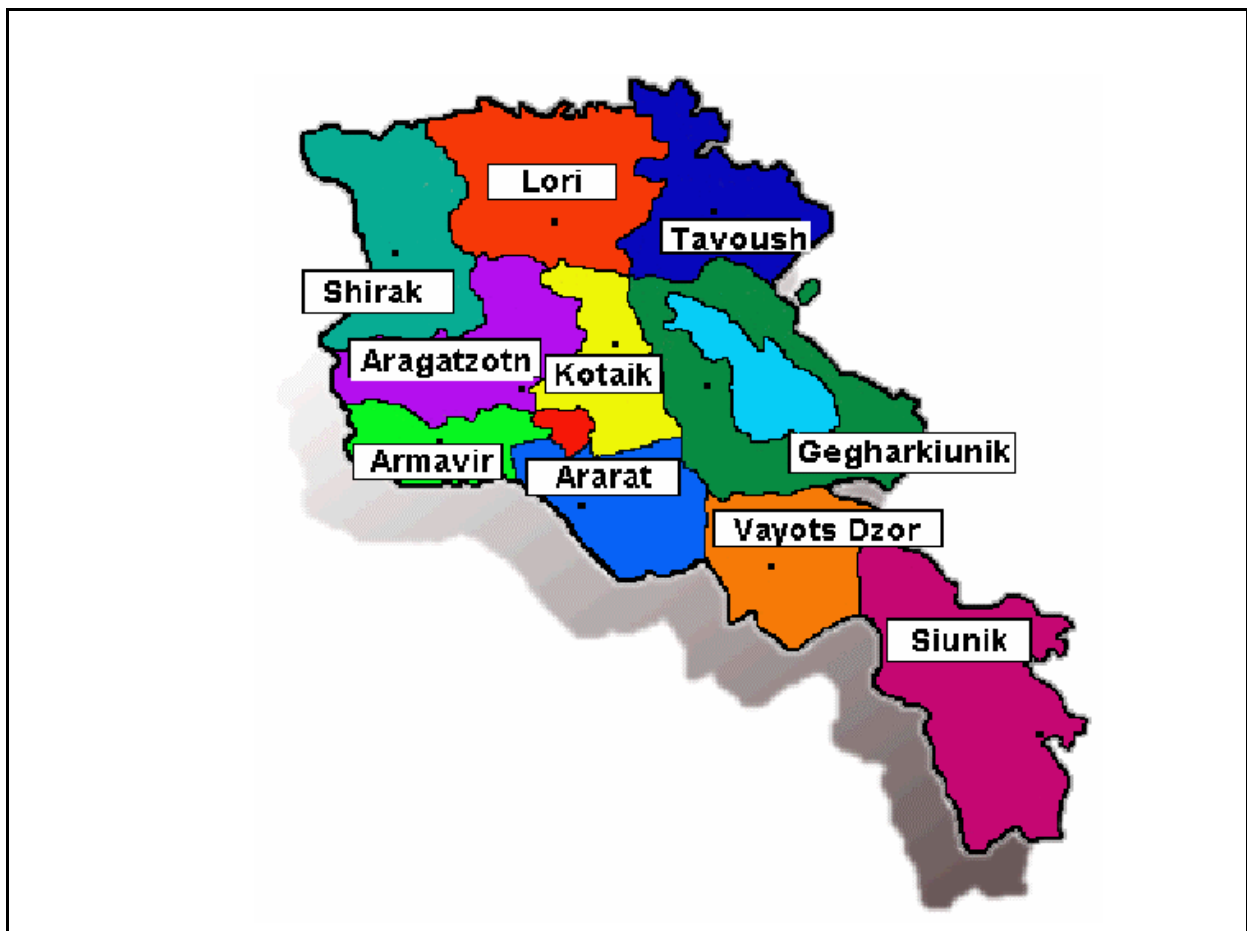 Lori
Tavoush
Shirak
Aragatzotn
Kotaik
Gegharkiunik
Armavir
Ararat
Vayots Dzor
Siunik